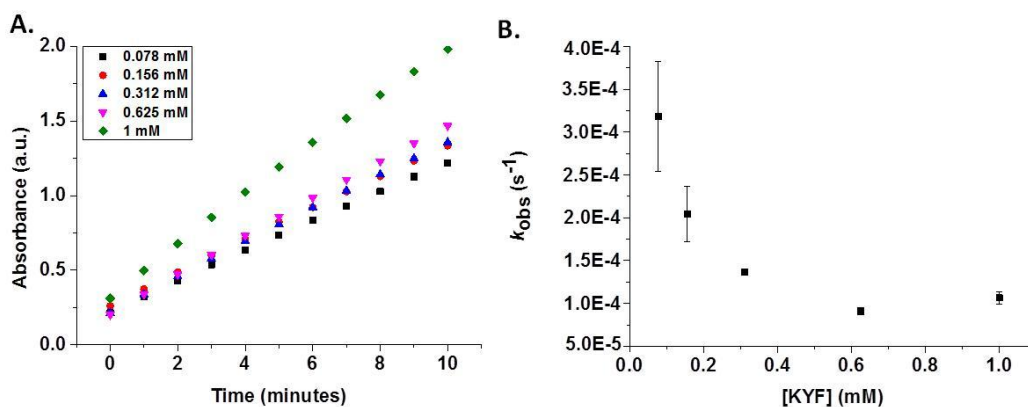 A.
2.0
1.5
1.0
0.5
0.0
Absorbance (a.u.)
0.078 mM
0.156 mM
0.312 mM
0.625 mM
1 mM
0 2 4 6 8 10
Time (minutes)
B.
4.0E-4
3.5E-4
3.0E-4
2.5E-4
2.0E-4
1.5E-4
1.0E-4
5.0E-5
kobs (s⁻¹)
0.0 0.2 0.4 0.6 0.8 1.0
[KYF] (mM)